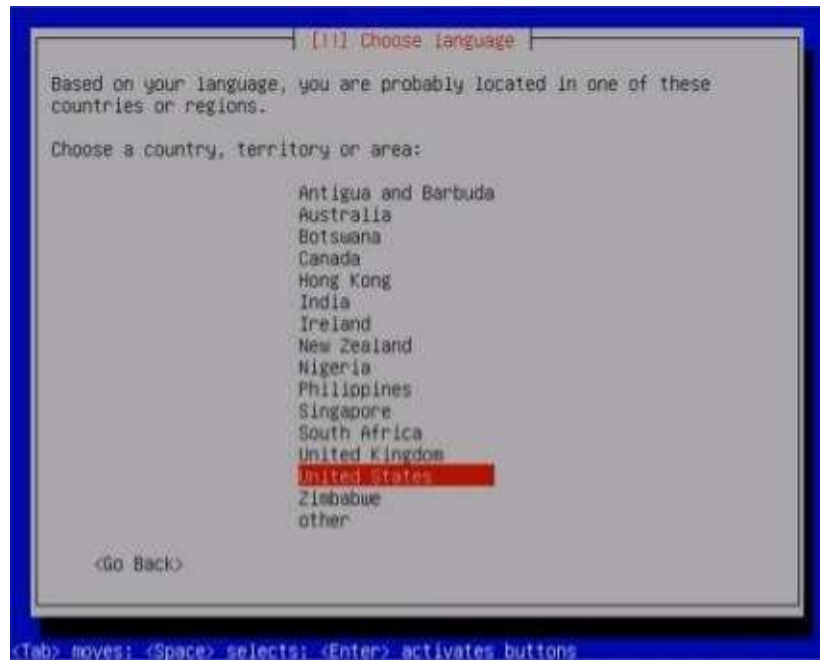 [!!] Choose language
Based on your language, you are probably located in one of these
countries or regions.
Choose a country, territory or area:
Antigua and Barbuda
Australia
Botswana
Canada
Hong Kong
India
Ireland
New Zealand
Nigeria
Philippines
Singapore
South Africa
United Kingdom
United States
Zimbabwe
other
<Go Back>
<Tab> moves; <Space> selects; <Enter> activates buttons